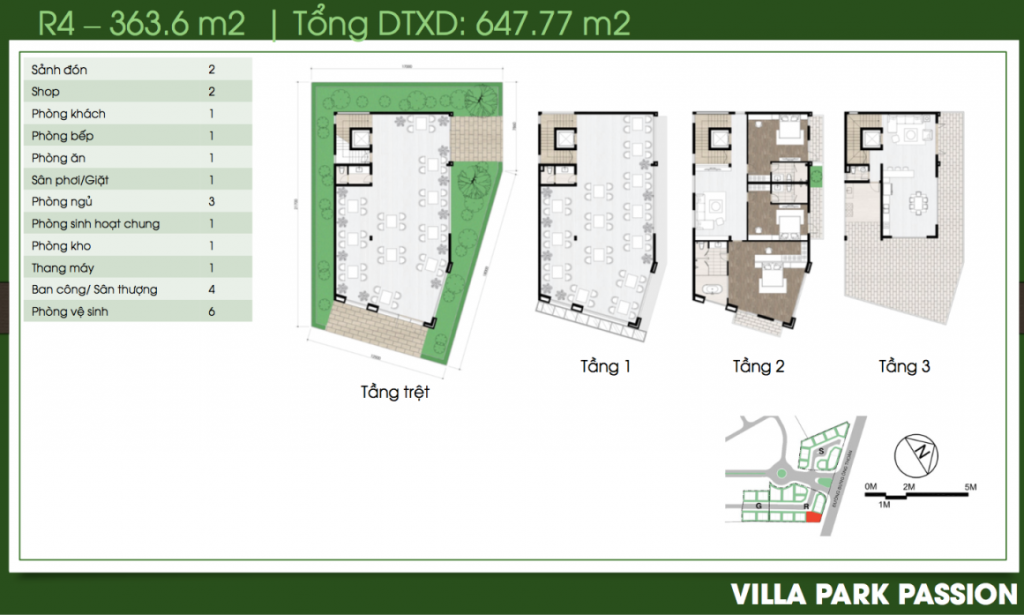 R4 – 363.6 m2 | Tổng DTXD: 647.77 m2
Sảnh đón 2
Shop 2
Phòng khách 1
Phòng bếp 1
Phòng ăn 1
Sân phơi/Giặt 1
Phòng ngủ 3
Phòng sinh hoạt chung 1
Phòng kho 1
Thang máy 1
Ban công/ Sân thượng 4
Phòng vệ sinh 6
Tầng trệt
Tầng 1
Tầng 2
Tầng 3
S
G
R
N
0M 2M 5M
1M
VILLA PARK PASSION